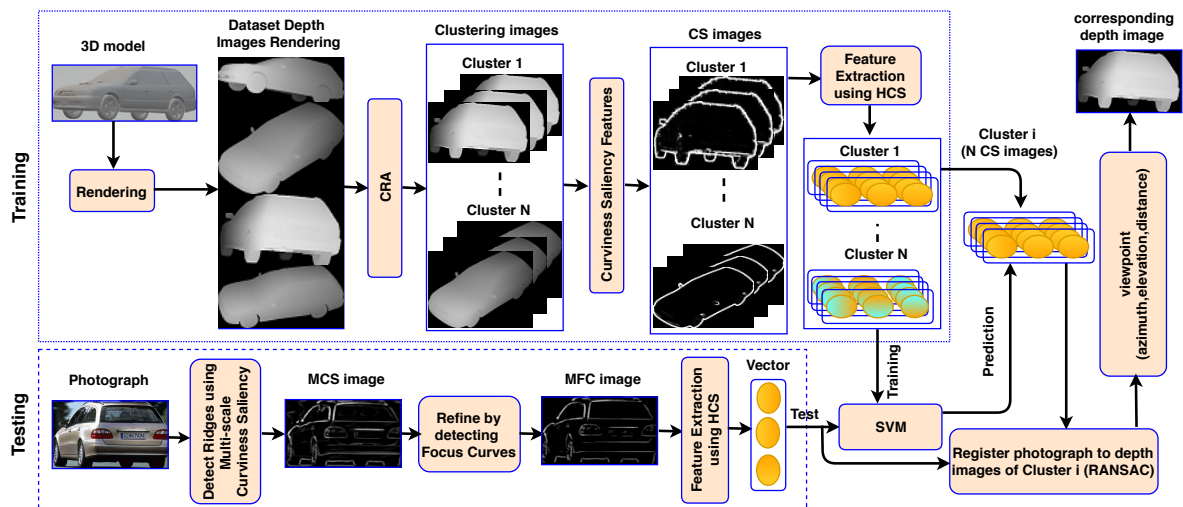 Training
3D model
Rendering
Dataset Depth
Images Rendering
CRA
Clustering images
Cluster 1
Cluster N
Curviness Saliency Features
CS images
Cluster 1
Cluster N
Feature
Extraction
using HCS
Cluster 1
Cluster N
Cluster i
(N CS images)
corresponding
depth image
viewpoint
(azimuth,elevation,distance)
Training
Prediction
Testing
Photograph
Detect Ridges using
Multi-scale
Curviness Saliency
MCS image
Refine by
detecting
Focus Curves
MFC image
Feature Extraction
using HCS
Vector
Test
SVM
Register photograph to depth
images of Cluster i (RANSAC)